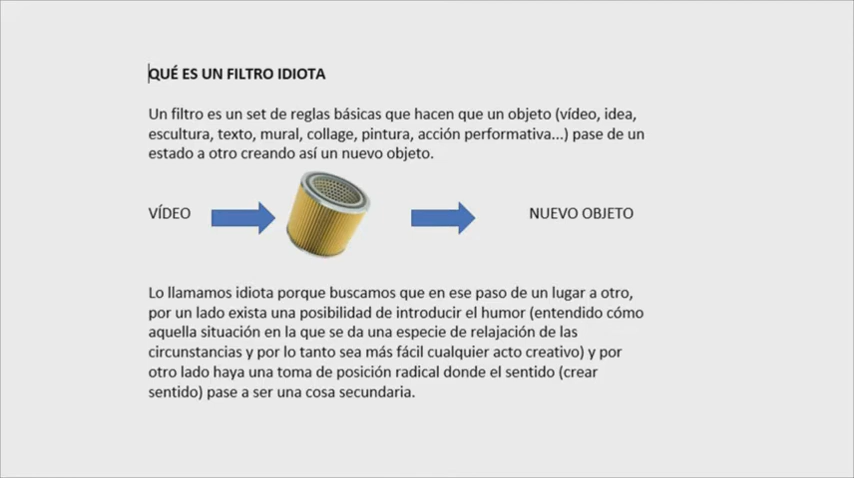 QUÉ ES UN FILTRO IDIOTA
Un filtro es un set de reglas básicas que hacen que un objeto (vídeo, idea,
escultura, texto, mural, collage, pintura, acción performativa...) pase de un
estado a otro creando así un nuevo objeto.
VÍDEO NUEVO OBJETO
Lo llamamos idiota porque buscamos que en ese paso de un lugar a otro,
por un lado exista una posibilidad de introducir el humor (entendido cómo
aquella situación en la que se da una especie de relajación de las
circunstancias y por lo tanto sea más fácil cualquier acto creativo) y por
otro lado haya una toma de posición radical donde el sentido (crear
sentido) pase a ser una cosa secundaria.